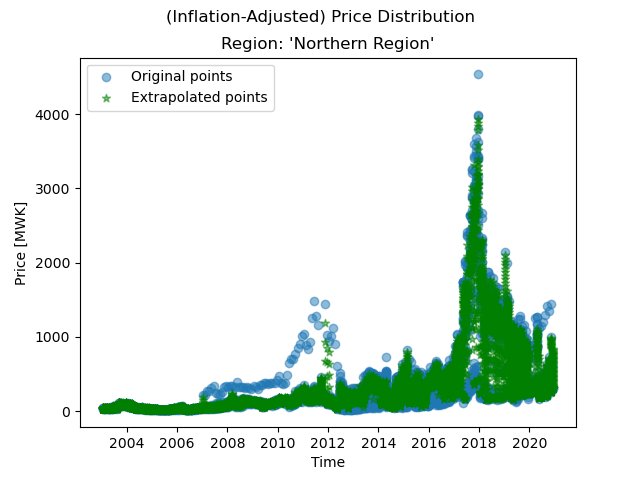 (Inflation-Adjusted) Price Distribution
Region: 'Northern Region'
Original points
Extrapolated points
Price [MWK]
4000
3000
2000
1000
0
2004 2006 2008 2010 2012 2014 2016 2018 2020
Time